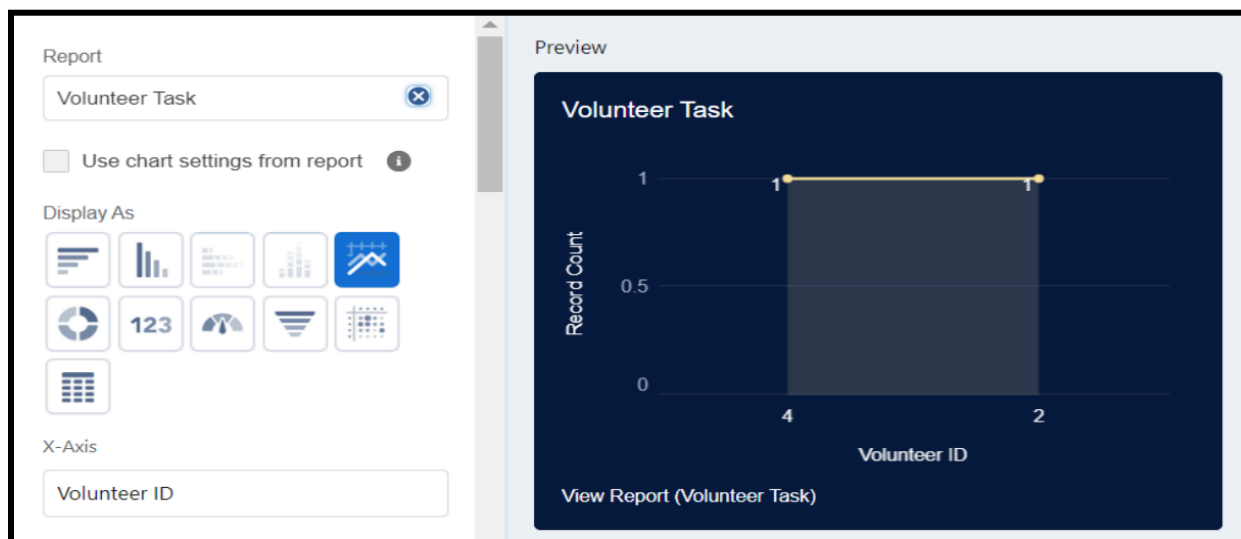 Report
Volunteer Task
Use chart settings from report
Display As
123
X-Axis
Volunteer ID
Preview
Volunteer Task
1
1
1
0.5
0
Record Count
4
2
Volunteer ID
View Report (Volunteer Task)